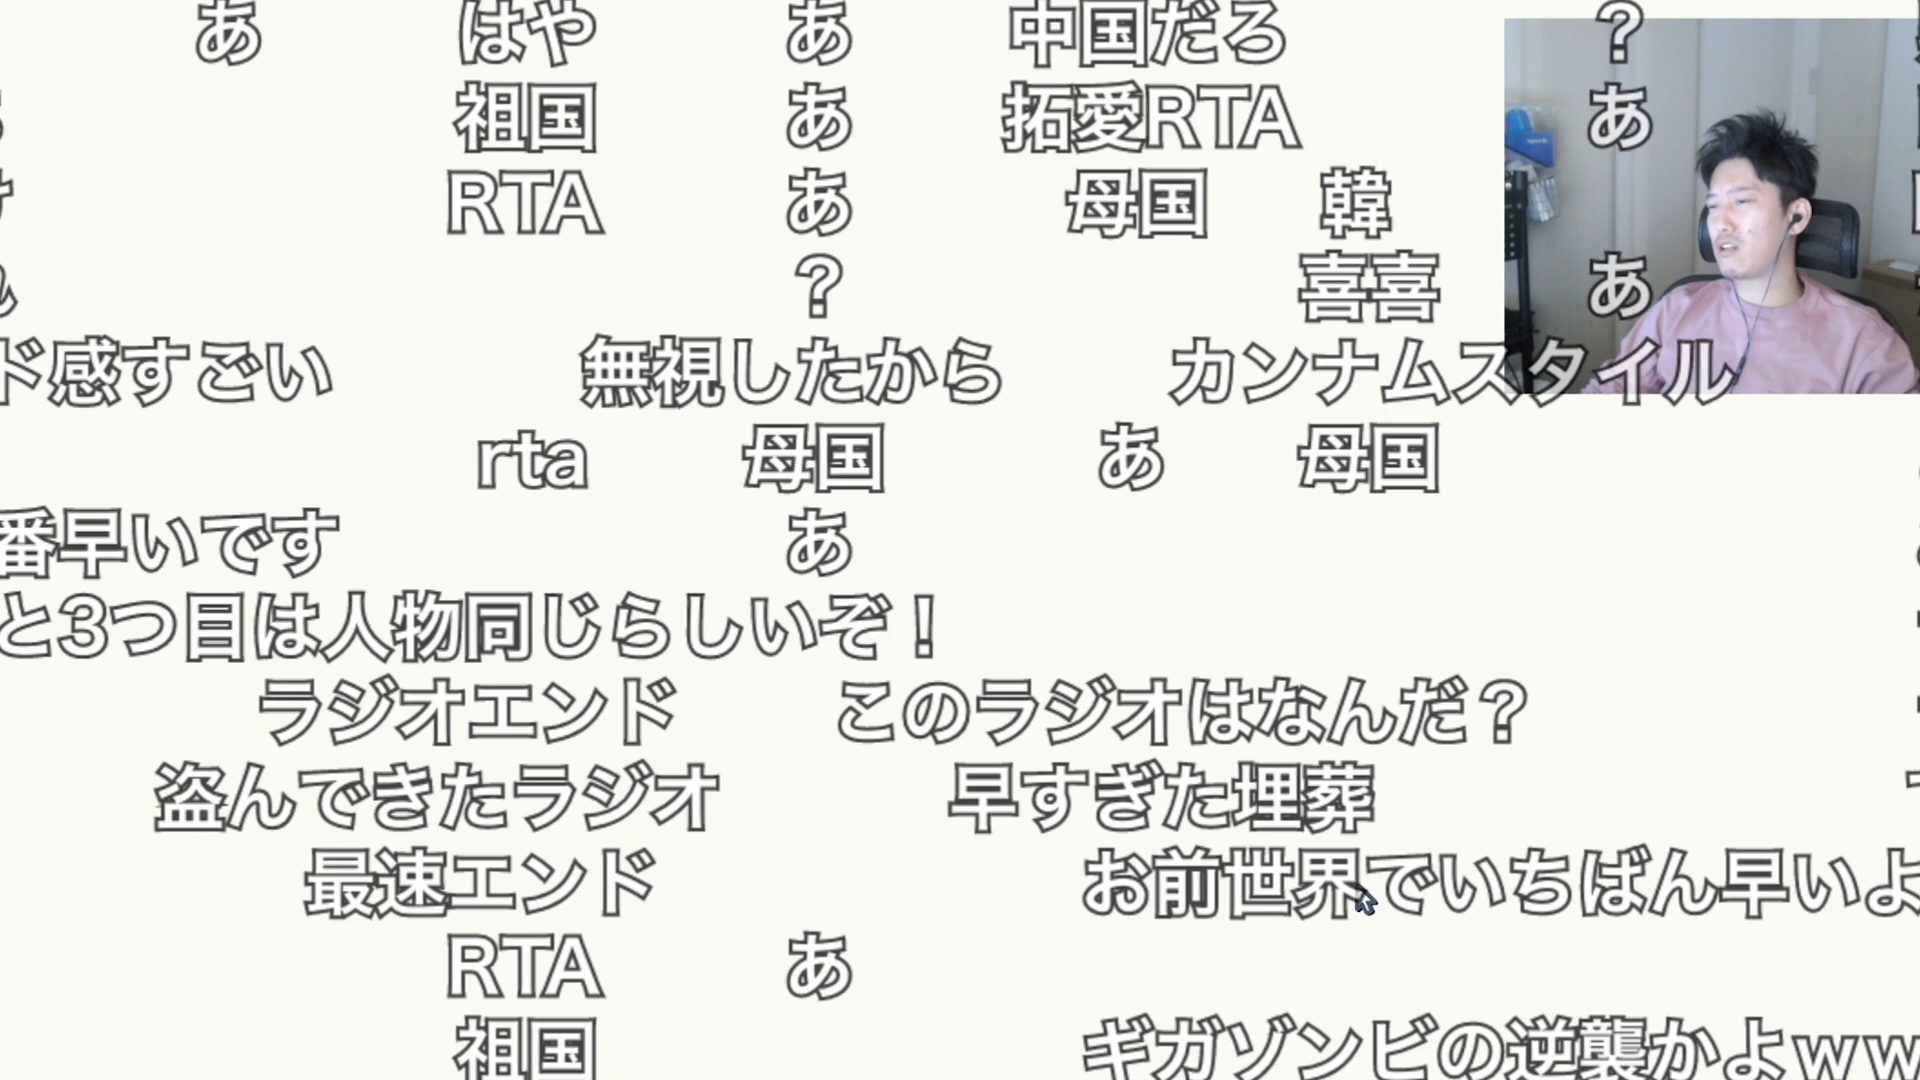 あ はや あ 中国だろ ?
祖国 あ 拓愛RTA あ
RTA あ 母国 韓
? 喜喜 あ
ド感すごい 無視したから カンナムスタイル
rta 母国 あ 母国
番早いです あ
と3つ目は人物同じらしいぞ！
ラジオエンド このラジオはなんだ？
盗んできたラジオ 早すぎた埋葬
最速エンド お前世界でいちばん早いよ
RTA あ
祖国 ギガゾンビの逆襲かよww